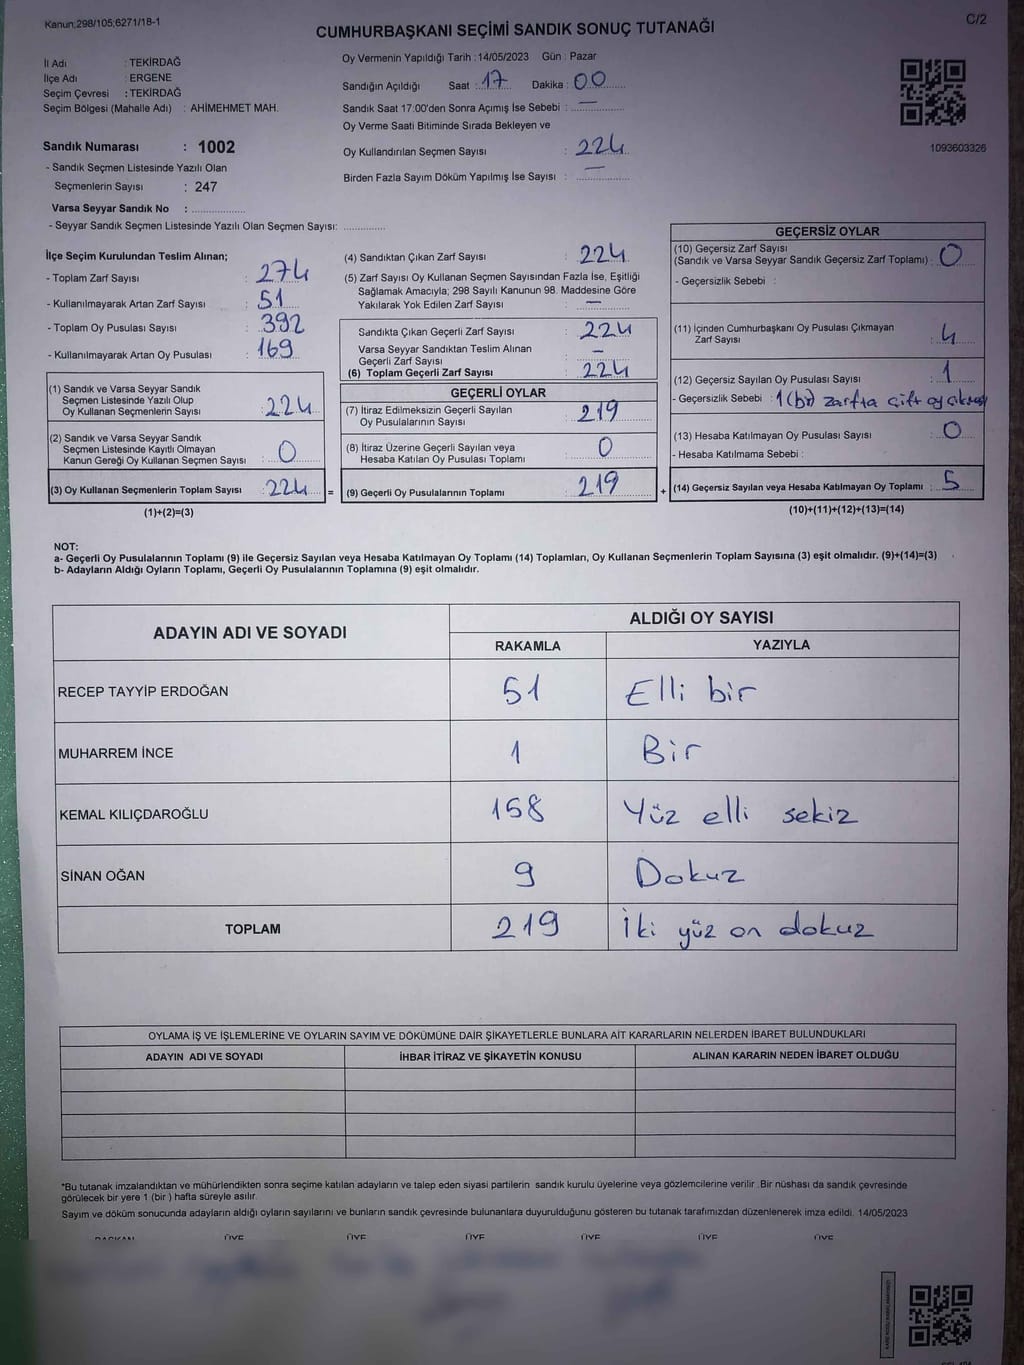 Kanun:298/105;6271/18-1
C/2
CUMHURBAŞKANI SEÇİMİ SANDIK SONUÇ TUTANAĞI
İl Adı : TEKİRDAĞ
İlçe Adı : ERGENE
Seçim Çevresi : TEKİRDAĞ
Seçim Bölgesi (Mahalle Adı) : AHİMEHMET MAH.
Sandık Numarası : 1002
- Sandık Seçmen Listesinde Yazılı Olan
Seçmenlerin Sayısı : 247
Varsa Seyyar Sandık No : ..................
- Seyyar Sandık Seçmen Listesinde Yazılı Olan Seçmen Sayısı: ..............
Oy Vermenin Yapıldığı Tarih : 14/05/2023 Gün : Pazar
Sandığın Açıldığı Saat : 17 Dakika : 00
Sandık Saat 17:00'den Sonra Açımış İse Sebebi : —
Oy Verme Saati Bitiminde Sırada Bekleyen ve
Oy Kullandırılan Seçmen Sayısı : 224
Birden Fazla Sayım Döküm Yapılmış İse Sayısı : —
1093603326
İlçe Seçim Kurulundan Teslim Alınan;
- Toplam Zarf Sayısı : 274
- Kullanılmayarak Artan Zarf Sayısı : 51
- Toplam Oy Pusulası Sayısı : 392
- Kullanılmayarak Artan Oy Pusulası : 169
(1) Sandık ve Varsa Seyyar Sandık
Seçmen Listesinde Yazılı Olup
Oy Kullanan Seçmenlerin Sayısı : 224
(2) Sandık ve Varsa Seyyar Sandık
Seçmen Listesinde Kayıtlı Olmayan
Kanun Gereği Oy Kullanan Seçmen Sayısı : 0
(3) Oy Kullanan Seçmenlerin Toplam Sayısı : 224 =
(1)+(2)=(3)
(4) Sandıktan Çıkan Zarf Sayısı : 224
(5) Zarf Sayısı Oy Kullanan Seçmen Sayısından Fazla İse, Eşitliği
Sağlamak Amacıyla; 298 Sayılı Kanunun 98. Maddesine Göre
Yakılarak Yok Edilen Zarf Sayısı : —
Sandıkta Çıkan Geçerli Zarf Sayısı : 224
Varsa Seyyar Sandıktan Teslim Alınan
Geçerli Zarf Sayısı : —
(6) Toplam Geçerli Zarf Sayısı : 224
GEÇERLİ OYLAR
(7) İtiraz Edilmeksizin Geçerli Sayılan
Oy Pusulalarının Sayısı : 219
(8) İtiraz Üzerine Geçerli Sayılan veya
Hesaba Katılan Oy Pusulası Toplamı : 0
(9) Geçerli Oy Pusulalarının Toplamı : 219 +
GEÇERSİZ OYLAR
(10) Geçersiz Zarf Sayısı
(Sandık ve Varsa Seyyar Sandık Geçersiz Zarf Toplamı) : 0
- Geçersizlik Sebebi :
(11) İçinden Cumhurbaşkanı Oy Pusulası Çıkmayan
Zarf Sayısı : 4
(12) Geçersiz Sayılan Oy Pusulası Sayısı : 1
- Geçersizlik Sebebi : 1 (bir) zarfta çift oy çıkması
(13) Hesaba Katılmayan Oy Pusulası Sayısı : 0
- Hesaba Katılmama Sebebi :
(14) Geçersiz Sayılan veya Hesaba Katılmayan Oy Toplamı : 5
(10)+(11)+(12)+(13)=(14)
NOT:
a- Geçerli Oy Pusulalarının Toplamı (9) ile Geçersiz Sayılan veya Hesaba Katılmayan Oy Toplamı (14) Toplamları, Oy Kullanan Seçmenlerin Toplam Sayısına (3) eşit olmalıdır. (9)+(14)=(3)
b- Adayların Aldığı Oyların Toplamı, Geçerli Oy Pusulalarının Toplamına (9) eşit olmalıdır.
ADAYIN ADI VE SOYADI
ALDIĞI OY SAYISI
RAKAMLA YAZIYLA
RECEP TAYYİP ERDOĞAN 51 Elli bir
MUHARREM İNCE 1 Bir
KEMAL KILIÇDAROĞLU 158 Yüz elli sekiz
SİNAN OĞAN 9 Dokuz
TOPLAM 219 İki yüz on dokuz
OYLAMA İŞ VE İŞLEMLERİNE VE OYLARIN SAYIM VE DÖKÜMÜNE DAİR ŞİKAYETLERLE BUNLARA AİT KARARLARIN NELERDEN İBARET BULUNDUKLARI
ADAYIN ADI VE SOYADI İHBAR İTİRAZ VE ŞİKAYETİN KONUSU ALINAN KARARIN NEDEN İBARET OLDUĞU
*Bu tutanak imzalandıktan ve mühürlendikten sonra seçime katılan adayların ve talep eden siyasi partilerin sandık kurulu üyelerine veya gözlemcilerine verilir .Bir nüshası da sandık çevresinde
görülecek bir yere 1 (bir ) hafta süreyle asılır.
Sayım ve döküm sonucunda adayların aldığı oyların sayılarını ve bunların sandık çevresinde bulunanlara duyurulduğunu gösteren bu tutanak tarafımızdan düzenlenerek imza edildi. 14/05/2023
BAŞKAN ÜYE ÜYE ÜYE ÜYE ÜYE ÜYE